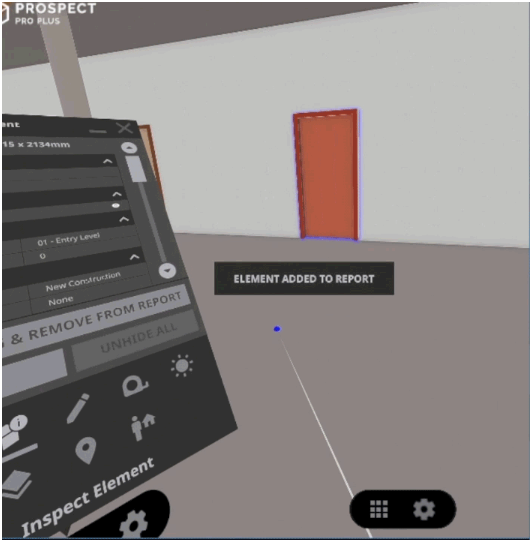 PROSPECT
PRO PLUS
15 x 2134mm
01 - Entry Level
0
New Construction
None
& REMOVE FROM REPORT
UNHIDE ALL
Inspect Element
ELEMENT ADDED TO REPORT